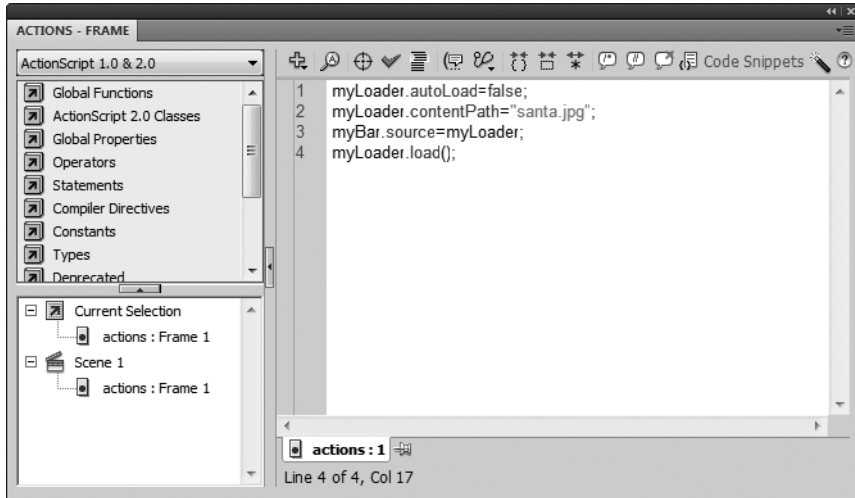 ACTIONS - FRAME
ActionScript 1.0 & 2.0
Global Functions
ActionScript 2.0 Classes
Global Properties
Operators
Statements
Compiler Directives
Constants
Types
Deprecated
Current Selection
actions : Frame 1
Scene 1
actions : Frame 1
Code Snippets
1 myLoader.autoLoad=false;
2 myLoader.contentPath="santa.jpg";
3 myBar.source=myLoader;
4 myLoader.load();
actions : 1
Line 4 of 4, Col 17